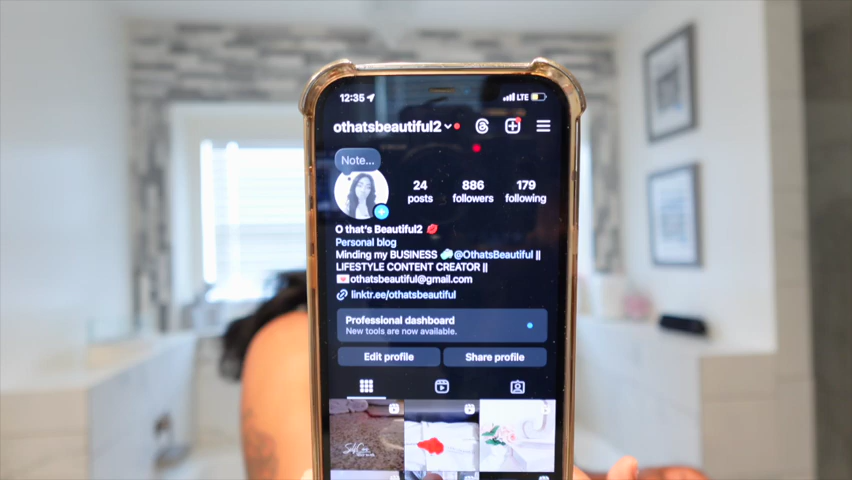 12:35
LTE
othatsbeautiful2
Note...
24 886 179
posts followers following
O that's Beautiful2 💋
Personal blog
Minding my BUSINESS @OthatsBeautiful ||
LIFESTYLE CONTENT CREATOR ||
💌othatsbeautiful@gmail.com
linktr.ee/othatsbeautiful
Professional dashboard
New tools are now available.
Edit profile Share profile